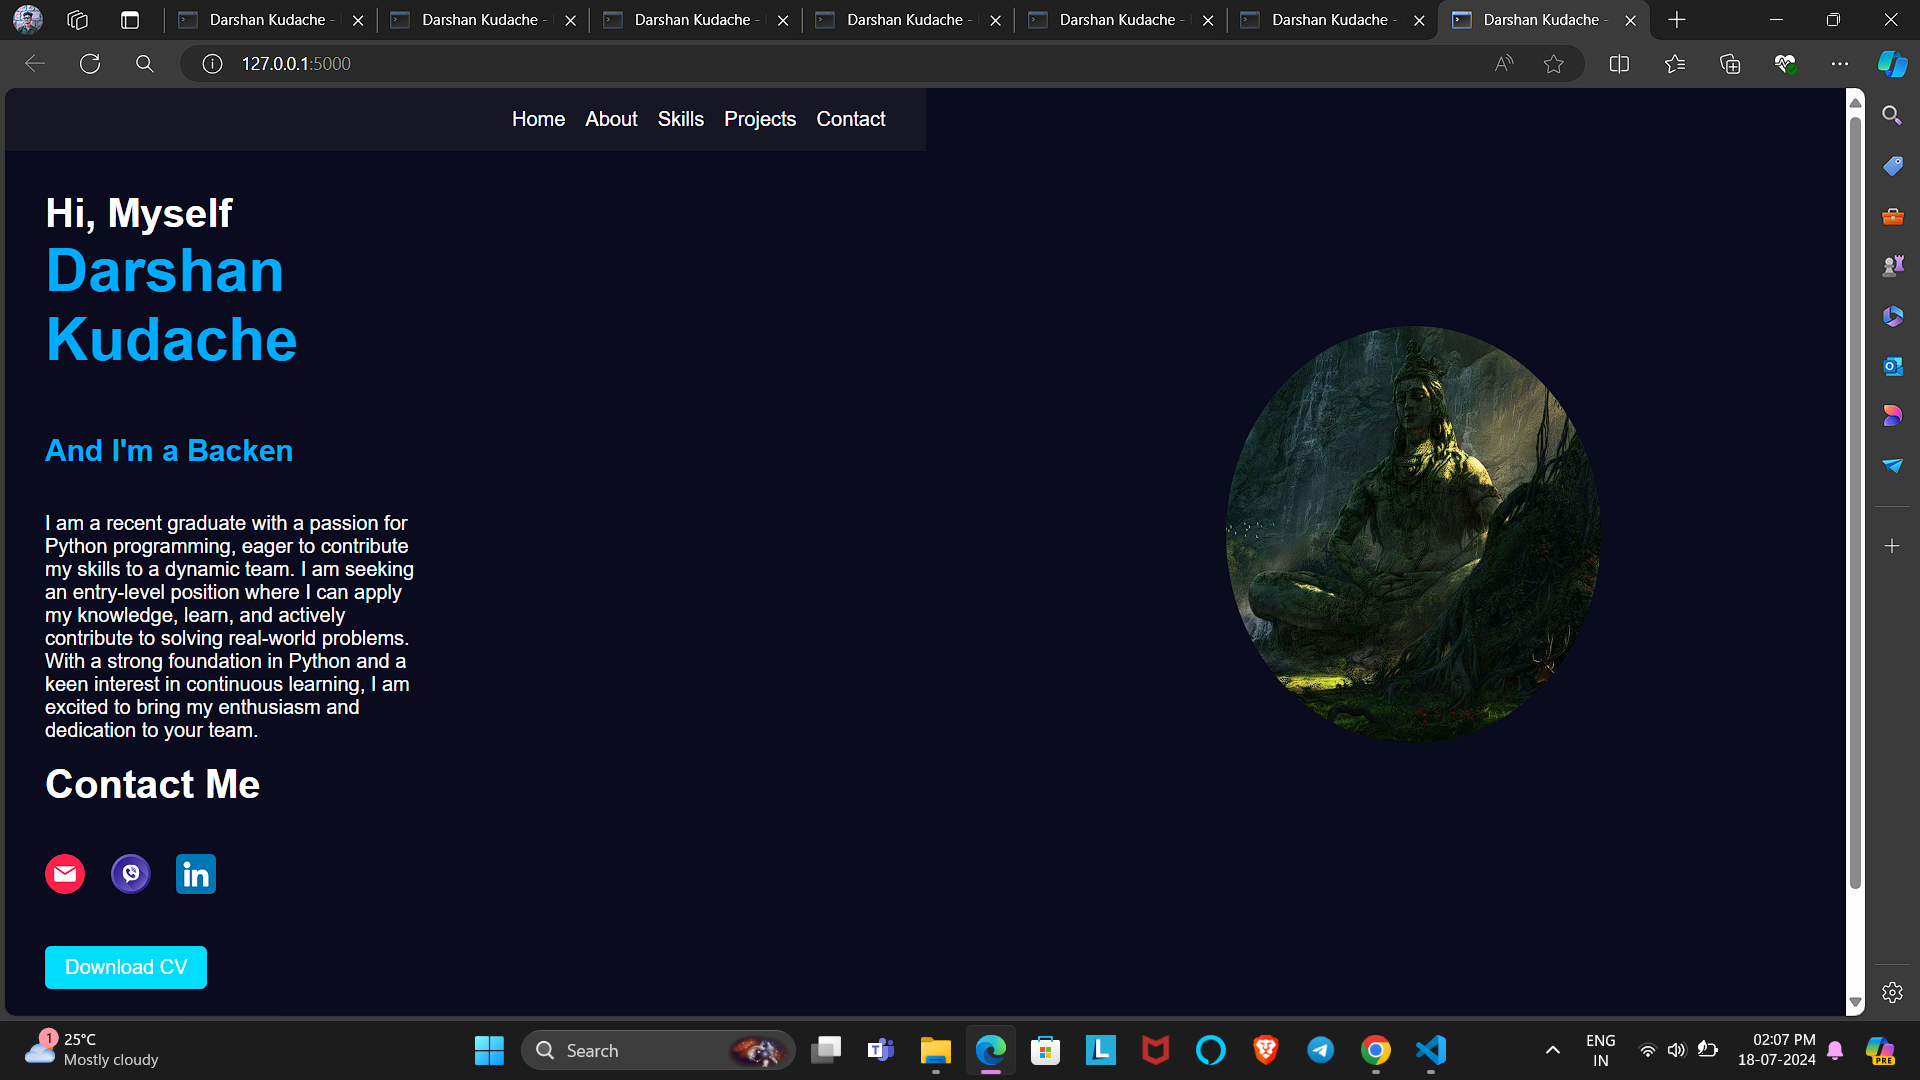 Darshan Kudache -
Darshan Kudache -
Darshan Kudache -
Darshan Kudache -
Darshan Kudache -
Darshan Kudache -
Darshan Kudache -
127.0.0.1:5000
Home About Skills Projects Contact
Hi, Myself
Darshan
Kudache
And I'm a Backen
I am a recent graduate with a passion for
Python programming, eager to contribute
my skills to a dynamic team. I am seeking
an entry-level position where I can apply
my knowledge, learn, and actively
contribute to solving real-world problems.
With a strong foundation in Python and a
keen interest in continuous learning, I am
excited to bring my enthusiasm and
dedication to your team.
Contact Me
in
Download CV
1
25°C
Mostly cloudy
Search
L
ENG
IN
02:07 PM
18-07-2024
PRE